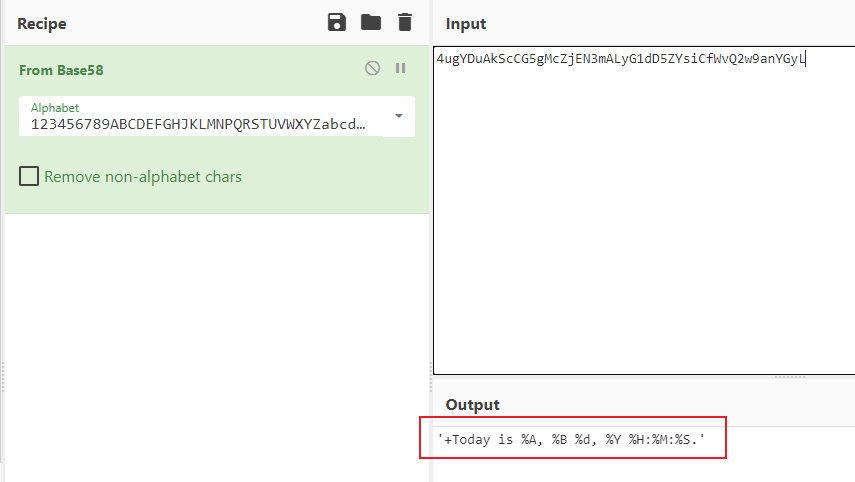 Recipe
From Base58
Alphabet
123456789ABCDEFGHJKLMNPQRSTUVWXYZabcd...
Remove non-alphabet chars
Input
4ugYDuAkScCG5gMcZjEN3mALyG1dD5ZYsiCfWvQ2w9anYGyL
Output
'+Today is %A, %B %d, %Y %H:%M:%S.'